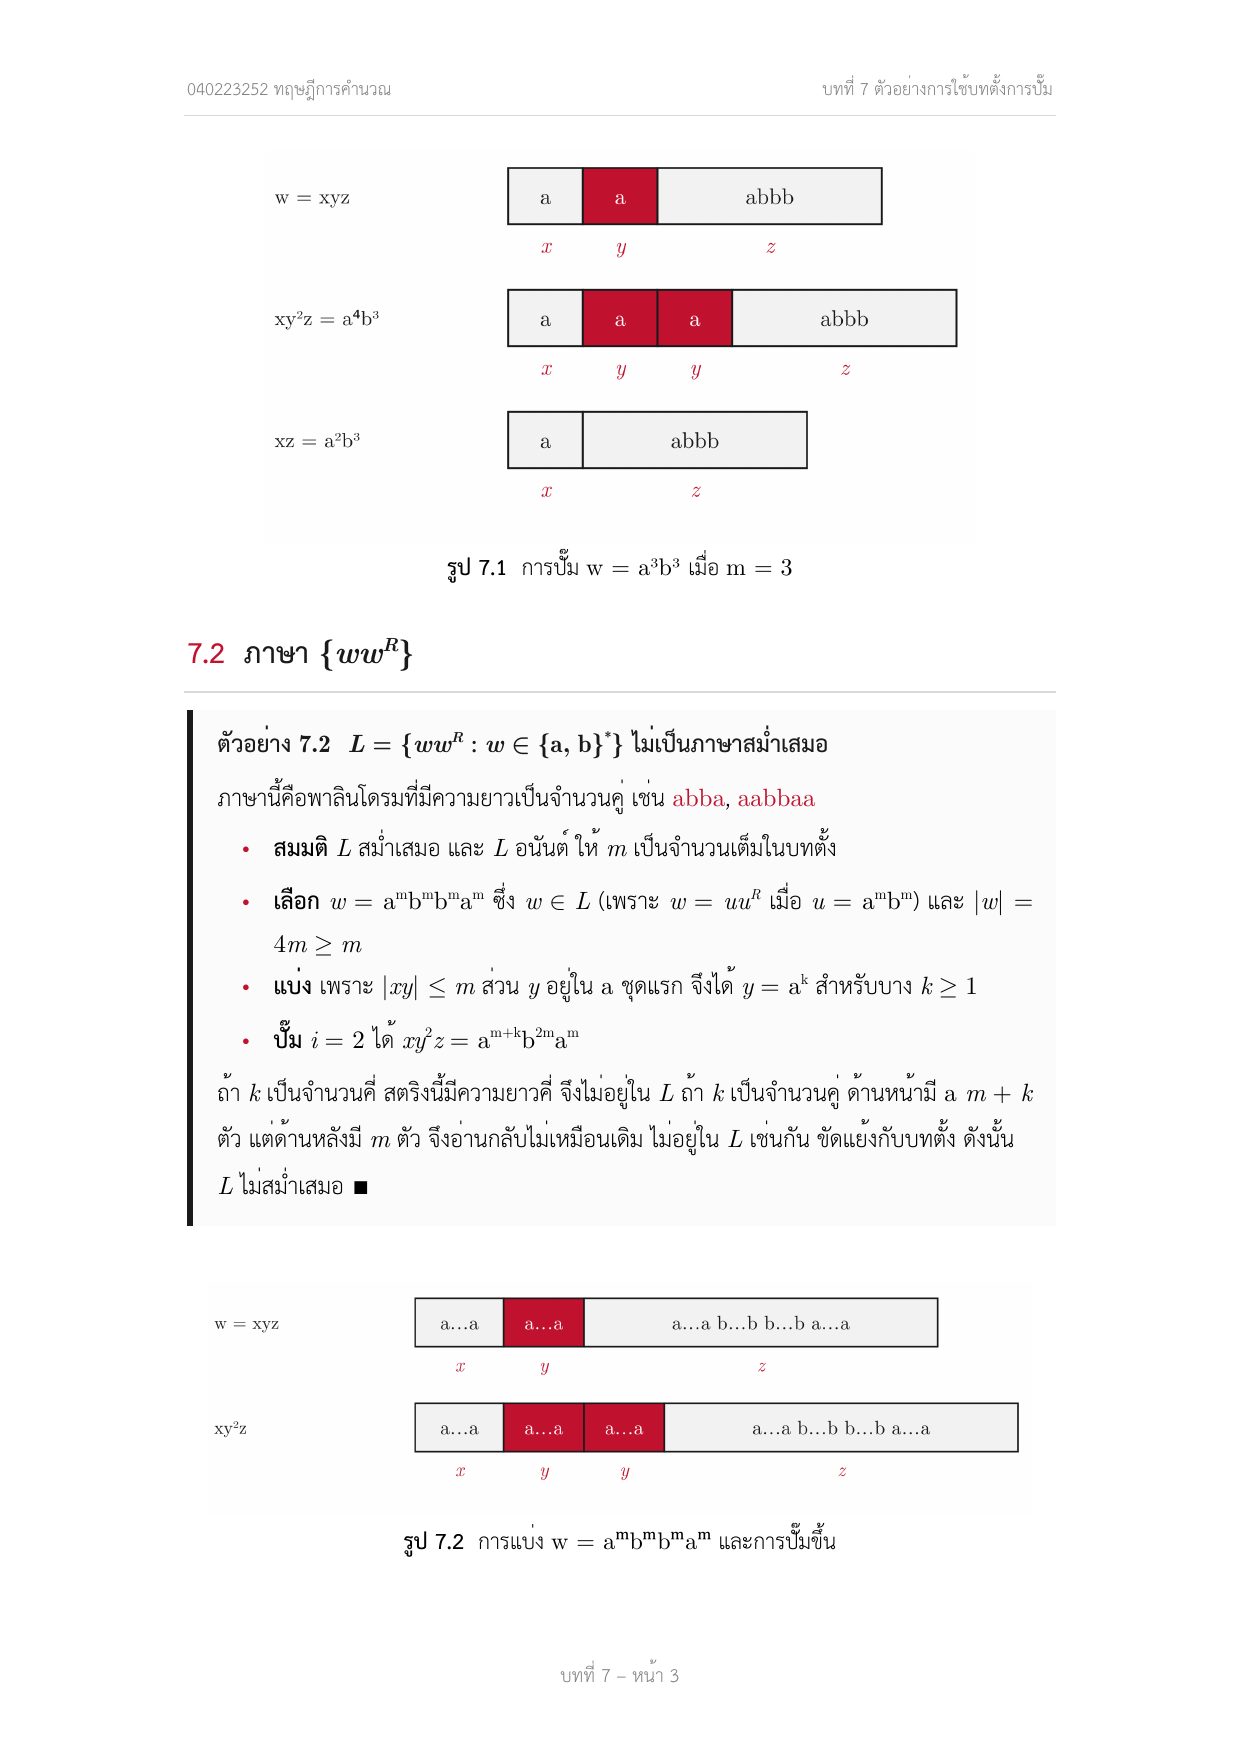 040223252 ทฤษฎีการคำนวณ บทที่ 7 ตัวอย่างการใช้บทตั้งการปั๊ม
w = xyz a a abbb
x y z
xy²z = a⁴b³ a a a abbb
x y y z
xz = a²b³ a abbb
x z
รูป 7.1 การปั๊ม w = a³b³ เมื่อ m = 3
7.2 ภาษา {wwᴿ}
ตัวอย่าง 7.2 L = {wwᴿ : w ∈ {a, b}*} ไม่เป็นภาษาสม่ำเสมอ
ภาษานี้คือพาลินโดรมที่มีความยาวเป็นจำนวนคู่ เช่น abba, aabbaa
• สมมติ L สม่ำเสมอ และ L อนันต์ ให้ m เป็นจำนวนเต็มในบทตั้ง
• เลือก w = aᵐbᵐbᵐaᵐ ซึ่ง w ∈ L (เพราะ w = uuᴿ เมื่อ u = aᵐbᵐ) และ |w| =
4m ≥ m
• แบ่ง เพราะ |xy| ≤ m ส่วน y อยู่ใน a ชุดแรก จึงได้ y = aᵏ สำหรับบาง k ≥ 1
• ปั๊ม i = 2 ได้ xy²z = aᵐ⁺ᵏb²ᵐaᵐ
ถ้า k เป็นจำนวนคี่ สตริงนี้มีความยาวคี่ จึงไม่อยู่ใน L ถ้า k เป็นจำนวนคู่ ด้านหน้ามี a m + k
ตัว แต่ด้านหลังมี m ตัว จึงอ่านกลับไม่เหมือนเดิม ไม่อยู่ใน L เช่นกัน ขัดแย้งกับบทตั้ง ดังนั้น
L ไม่สม่ำเสมอ ■
w = xyz a…a a…a a…a b…b b…b a…a
x y z
xy²z a…a a…a a…a a…a b…b b…b a…a
x y y z
รูป 7.2 การแบ่ง w = aᵐbᵐbᵐaᵐ และการปั๊มขึ้น
บทที่ 7 – หน้า 3